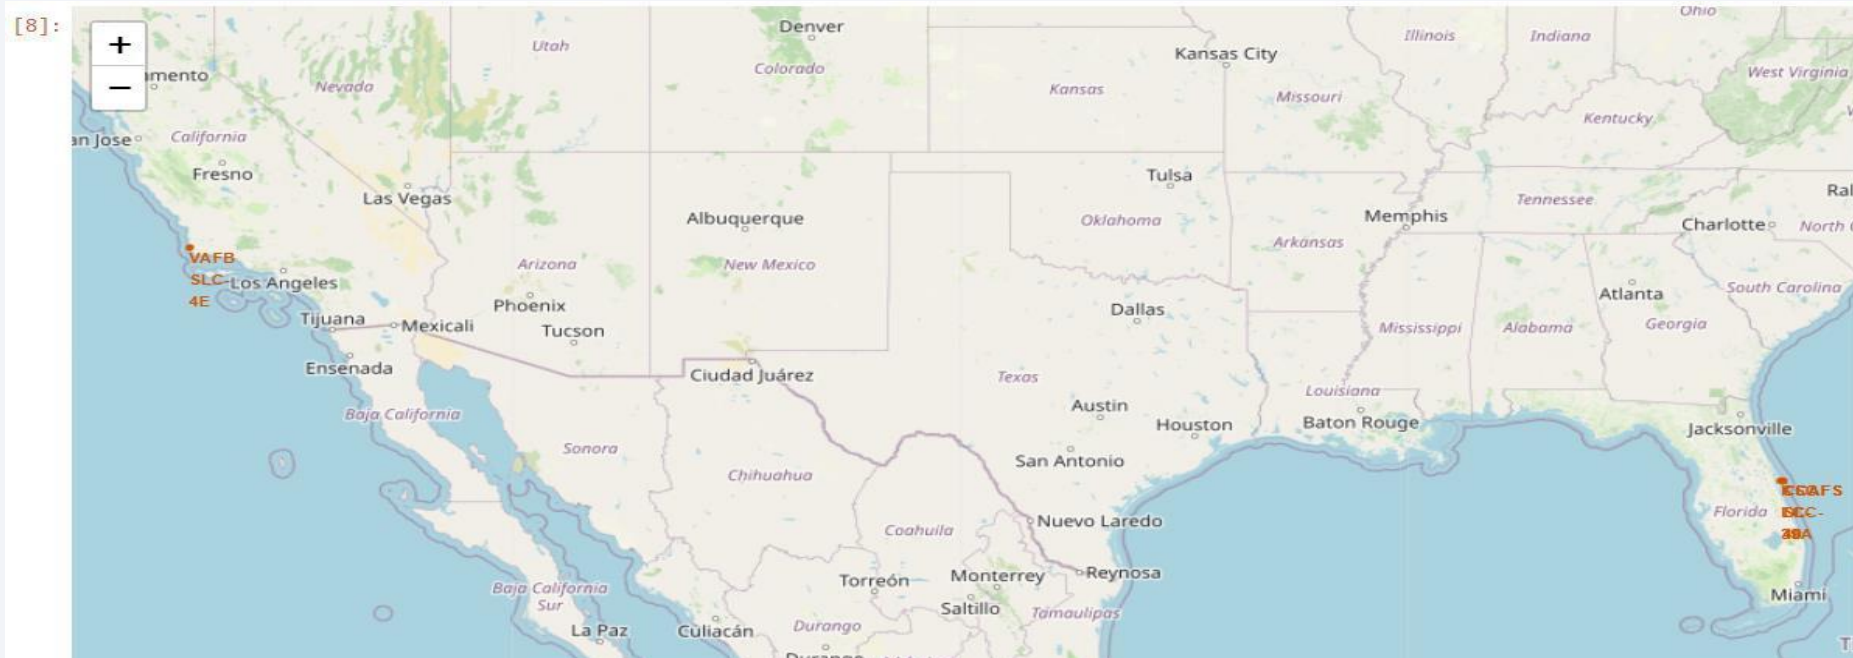 [8]:
+
−
Denver
Ohio
Utah
Illinois
Indiana
Kansas City
Colorado
West Virginia
amento
Nevada
Kansas
Missouri
Kentucky
California
an Jose
Fresno
Tulsa
Las Vegas
Tennessee
Ral
Albuquerque
Oklahoma
Memphis
Charlotte
North C
Arkansas
VAFB
SLC-
4E
Arizona
New Mexico
Los Angeles
Phoenix
Atlanta
South Carolina
Dallas
Tijuana
Mexicali
Tucson
Mississippi
Alabama
Georgia
Ensenada
Ciudad Juárez
Texas
Louisiana
Baja California
Austin
Houston
Baton Rouge
Jacksonville
Sonora
San Antonio
Chihuahua
Florida
Nuevo Laredo
Coahuila
Torreón
Monterrey
Reynosa
Baja California
Sur
Saltillo
Tamaulipas
Miami
La Paz
Culiacán
Durango
Durango